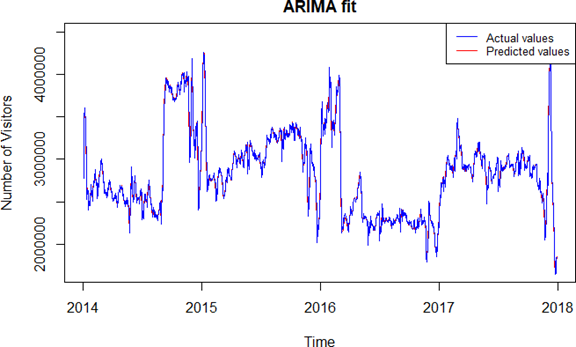 ARIMA fit
Actual values
Predicted values
Number of Visitors
4000000
3000000
2000000
2014
2015
2016
2017
2018
Time